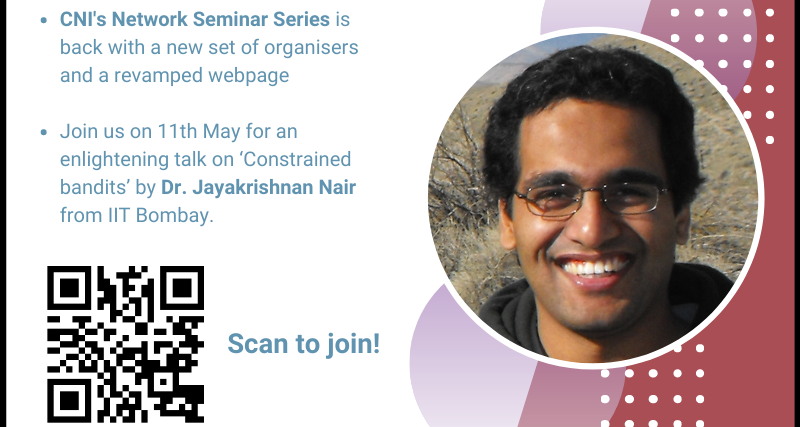 CNI's Network Seminar Series is
back with a new set of organisers
and a revamped webpage
Join us on 11th May for an
enlightening talk on ‘Constrained
bandits’ by Dr. Jayakrishnan Nair
from IIT Bombay.
Scan to join!